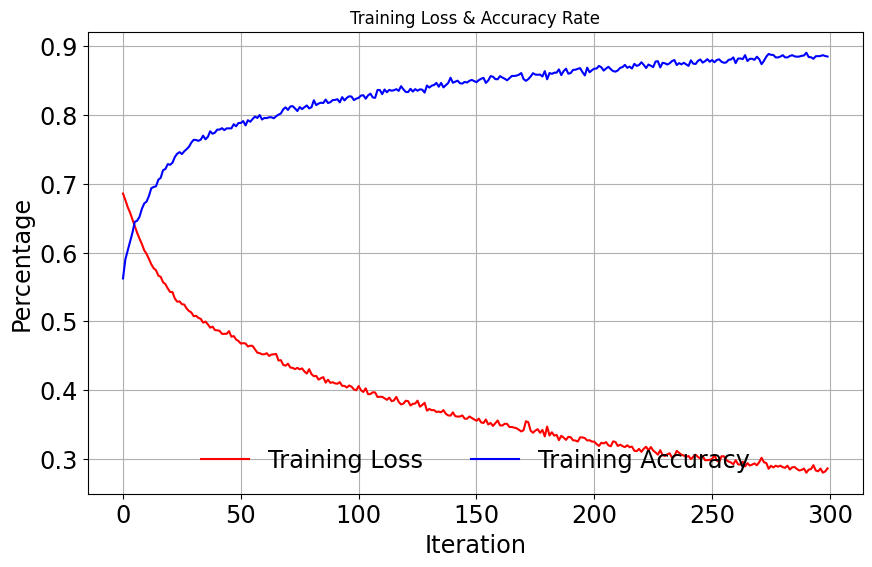 Training Loss & Accuracy Rate
0.9
0.8
0.7
0.6
0.5
0.4
0.3
Percentage
Training Loss
Training Accuracy
0 50 100 150 200 250 300
Iteration